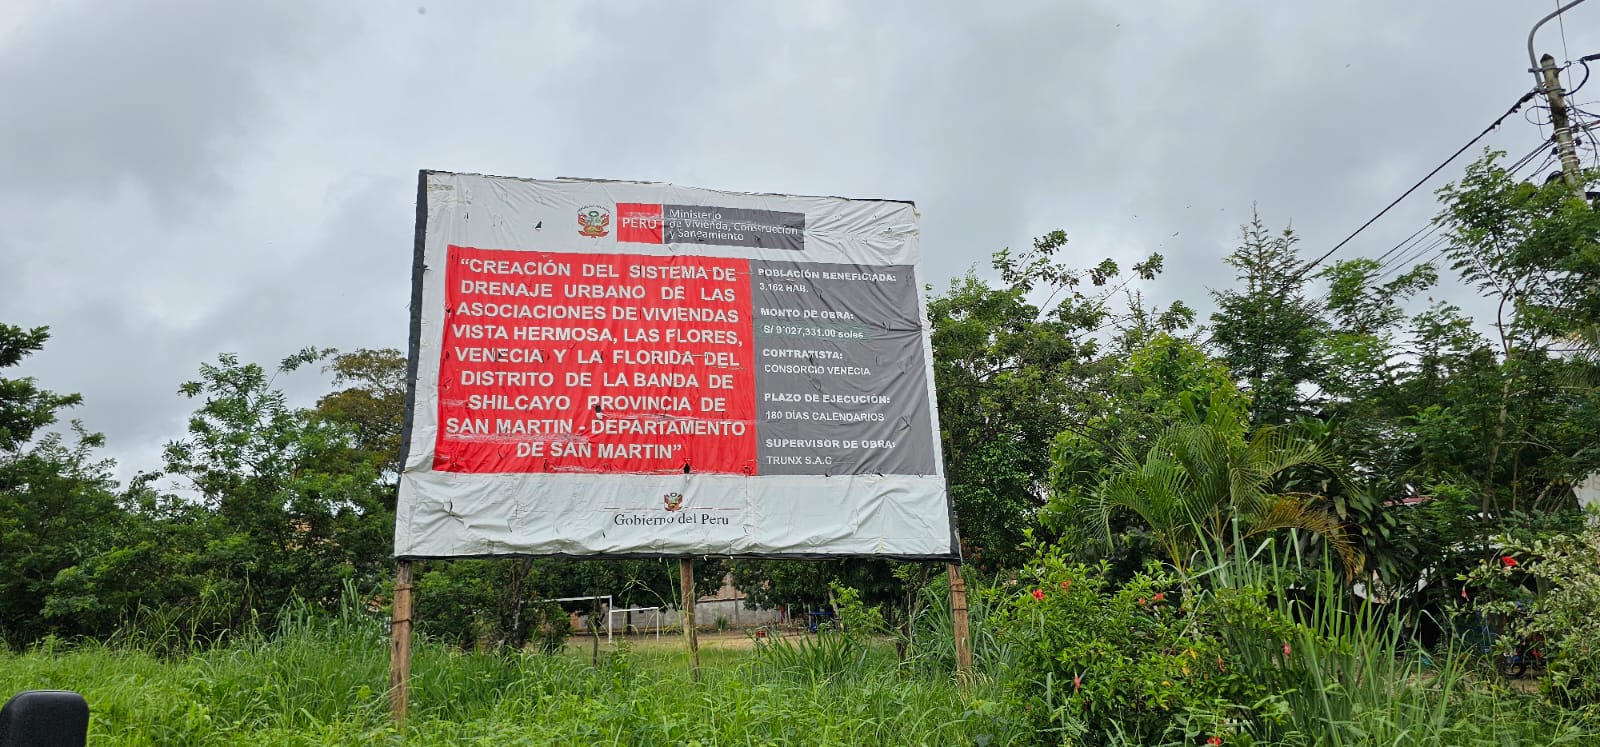 PERÚ
Ministerio
de Vivienda, Construcción
y Saneamiento
“CREACIÓN DEL SISTEMA DE
DRENAJE URBANO DE LAS
ASOCIACIONES DE VIVIENDAS
VISTA HERMOSA, LAS FLORES,
VENECIA Y LA FLORIDA DEL
DISTRITO DE LA BANDA DE
SHILCAYO PROVINCIA DE
SAN MARTIN - DEPARTAMENTO
DE SAN MARTIN”
POBLACIÓN BENEFICIADA:
3,162 HAB.
MONTO DE OBRA:
S/ 9´027,331.00 soles
CONTRATISTA:
CONSORCIO VENECIA
PLAZO DE EJECUCIÓN:
180 DÍAS CALENDARIOS
SUPERVISOR DE OBRA:
TRUNX S.A.C
Gobierno del Peru